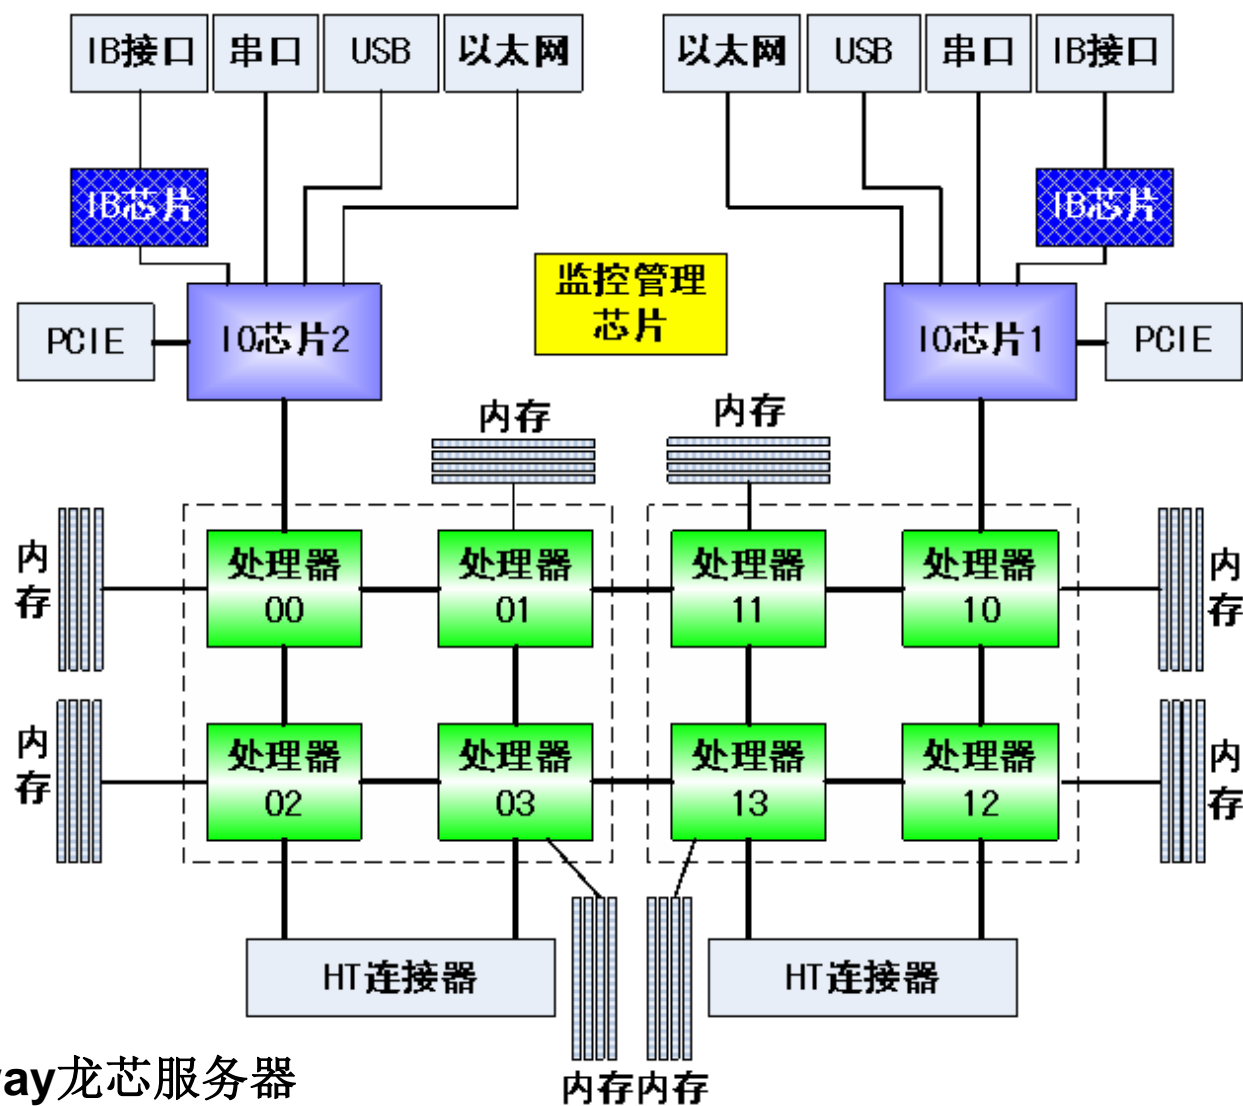 IB接口 串口 USB 以太网 以太网 USB 串口 IB接口
IB芯片 IB芯片
监控管理
芯片
PCIE IO芯片2 IO芯片1 PCIE
内存 内存
内存 处理器 处理器 处理器 处理器 内存
00 01 11 10
内存 处理器 处理器 处理器 处理器 内存
02 03 13 12
HT连接器 HT连接器
way龙芯服务器
内存 内存